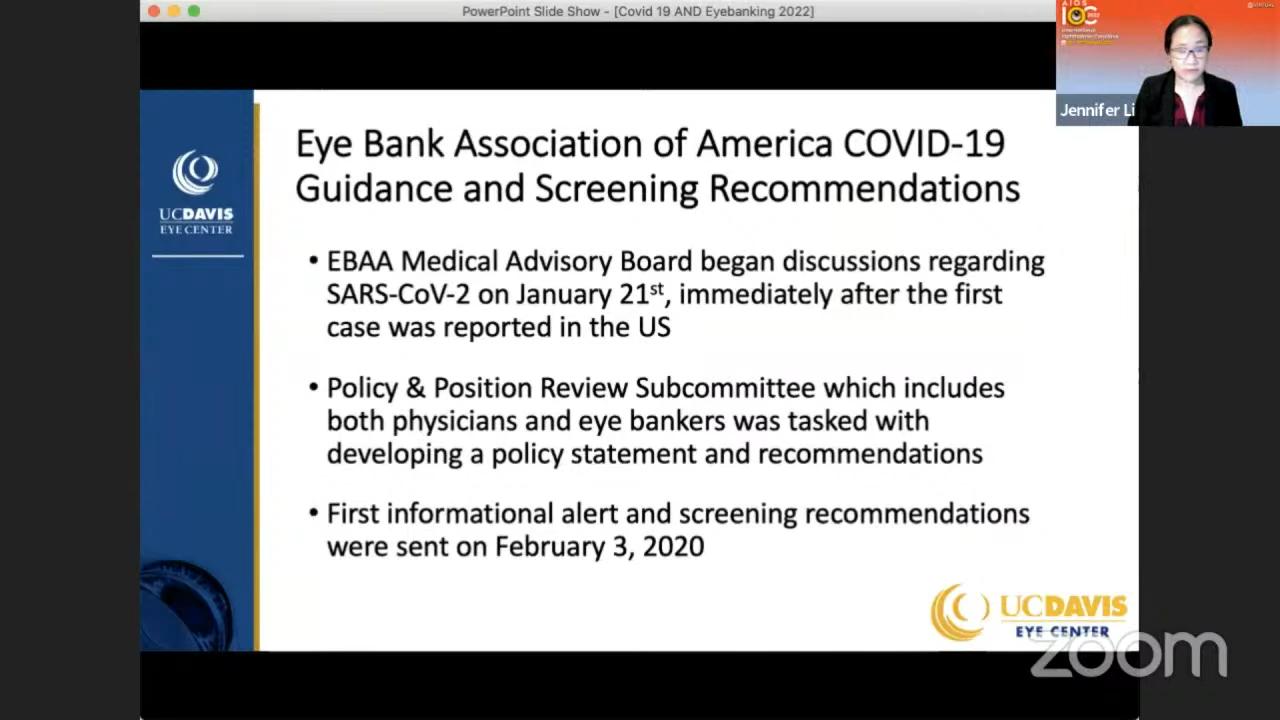 PowerPoint Slide Show - [Covid 19 AND Eyebanking 2022]
AIOS
IOC
2022
Jennifer Li
UCDAVIS
EYE CENTER
Eye Bank Association of America COVID-19
Guidance and Screening Recommendations
• EBAA Medical Advisory Board began discussions regarding
SARS-CoV-2 on January 21st, immediately after the first
case was reported in the US
• Policy & Position Review Subcommittee which includes
both physicians and eye bankers was tasked with
developing a policy statement and recommendations
• First informational alert and screening recommendations
were sent on February 3, 2020
UCDAVIS
EYE CENTER
zoom